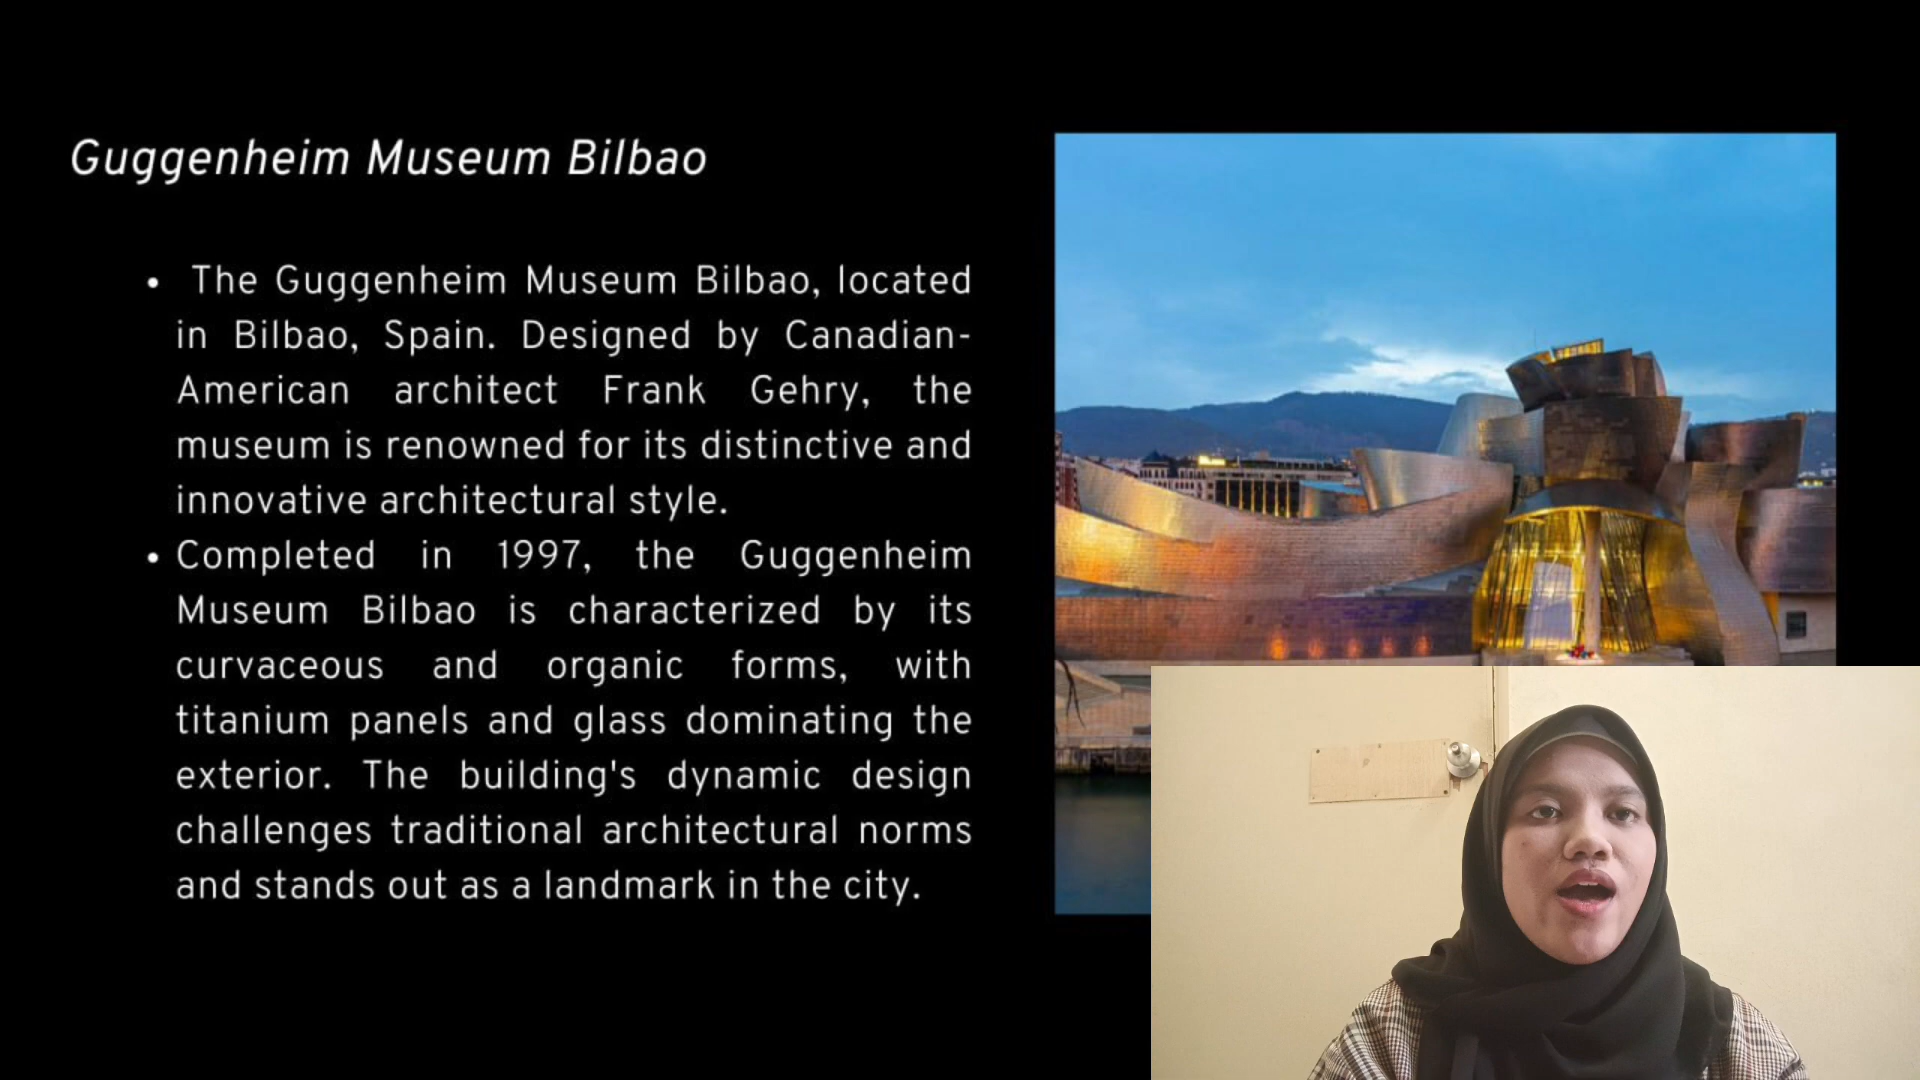 Guggenheim Museum Bilbao
• The Guggenheim Museum Bilbao, located
in Bilbao, Spain. Designed by Canadian-
American architect Frank Gehry, the
museum is renowned for its distinctive and
innovative architectural style.
• Completed in 1997, the Guggenheim
Museum Bilbao is characterized by its
curvaceous and organic forms, with
titanium panels and glass dominating the
exterior. The building's dynamic design
challenges traditional architectural norms
and stands out as a landmark in the city.